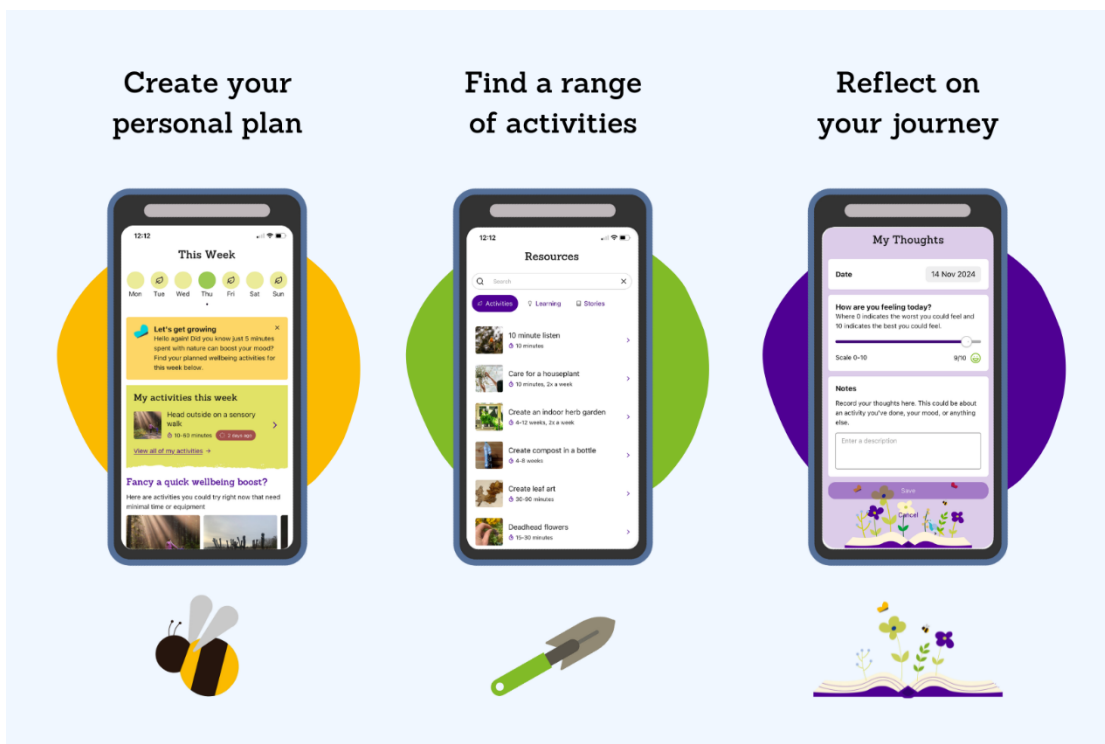 Create your
personal plan
12:12
This Week
Mon Tue Wed Thu Fri Sat Sun
Let's get growing
Hello again! Did you know just 5 minutes
spent with nature can boost your mood?
Find your planned wellbeing activities for
this week below.
My activities this week
Head outside on a sensory
walk
10-60 minutes
2 days ago
View all of my activities →
Fancy a quick wellbeing boost?
Here are activities you could try right now that need
minimal time or equipment
Find a range
of activities
12:12
Resources
Search
Activities Learning Stories
10 minute listen
10 minutes
Care for a houseplant
10 minutes, 2x a week
Create an indoor herb garden
4-12 weeks, 2x a week
Create compost in a bottle
4-8 weeks
Create leaf art
30-90 minutes
Deadhead flowers
15-30 minutes
Reflect on
your journey
My Thoughts
Date 14 Nov 2024
How are you feeling today?
Where 0 indicates the worst you could feel and
10 indicates the best you could feel.
Scale 0-10 9/10
Notes
Record your thoughts here. This could be about
an activity you've done, your mood, or anything
else.
Enter a description
Save
Cancel